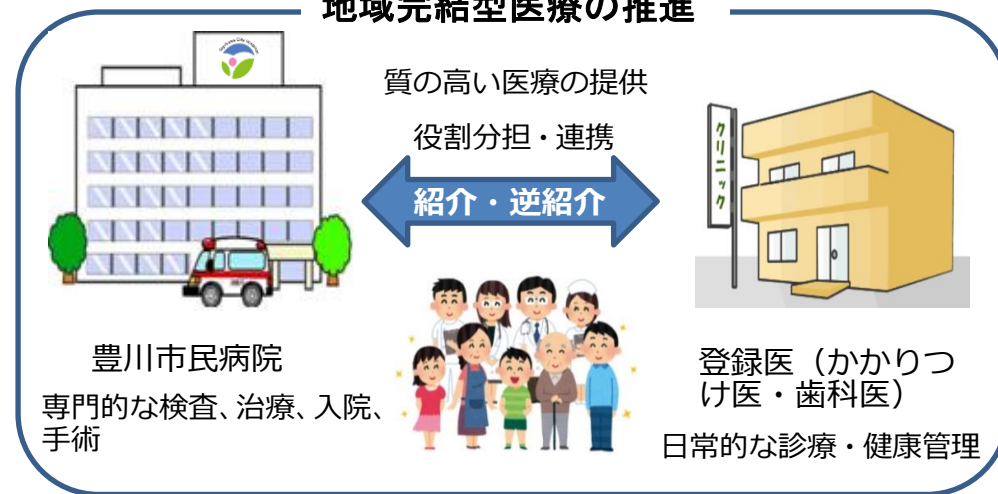 地域完結型医療の推進
質の高い医療の提供
役割分担・連携
紹介・逆紹介
クリニック
豊川市民病院
専門的な検査、治療、入院、
手術
登録医（かかりつ
け医・歯科医）
日常的な診療・健康管理